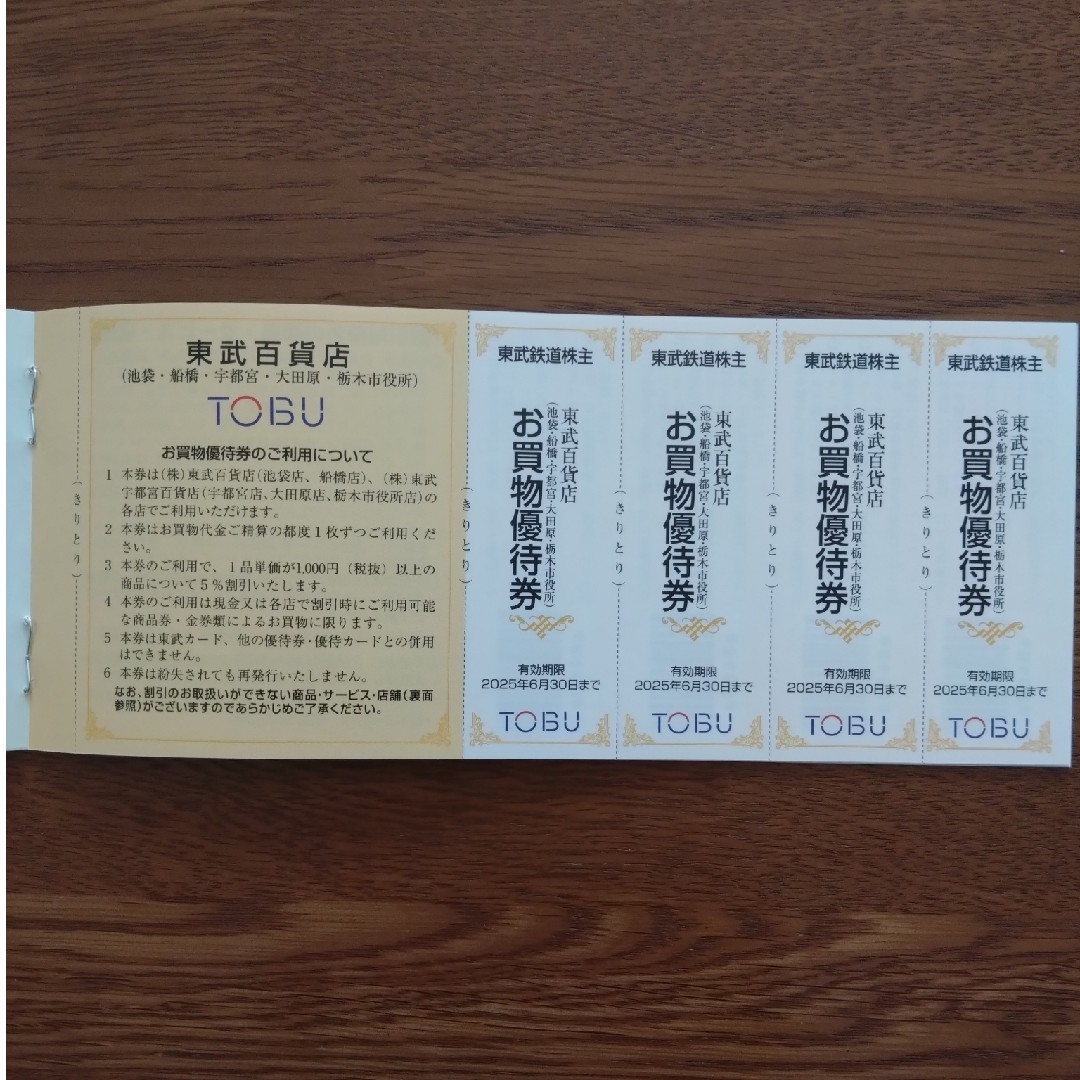 東武百貨店
(池袋・船橋・宇都宮・大田原・栃木市役所)
TOBU
お買物優待券のご利用について
1 本券は(株)東武百貨店(池袋店、船橋店)、(株)東武
宇都宮百貨店(宇都宮店、大田原店、栃木市役所店)の
各店でご利用いただけます。
2 本券はお買物代金ご精算の都度1枚ずつご利用くだ
さい。
3 本券のご利用で、1品単価が1,000円(税抜)以上の
商品について5%割引いたします。
4 本券のご利用は現金又は各店で割引時にご利用可能
な商品券・金券類によるお買物に限ります。
5 本券は東武カード、他の優待券・優待カードとの併用
はできません。
6 本券は紛失されても再発行いたしません。
なお、割引のお取扱いができない商品・サービス・店舗(裏面
参照)がございますのであらかじめご了承ください。
(きりとり)
(きりとり)
東武鉄道株主
東武百貨店
(池袋・船橋・宇都宮・大田原・栃木市役所)
お買物優待券
有効期限
2025年6月30日まで
TOBU
(きりとり)
東武鉄道株主
東武百貨店
(池袋・船橋・宇都宮・大田原・栃木市役所)
お買物優待券
有効期限
2025年6月30日まで
TOBU
(きりとり)
東武鉄道株主
東武百貨店
(池袋・船橋・宇都宮・大田原・栃木市役所)
お買物優待券
有効期限
2025年6月30日まで
TOBU
(きりとり)
東武鉄道株主
東武百貨店
(池袋・船橋・宇都宮・大田原・栃木市役所)
お買物優待券
有効期限
2025年6月30日まで
TOBU